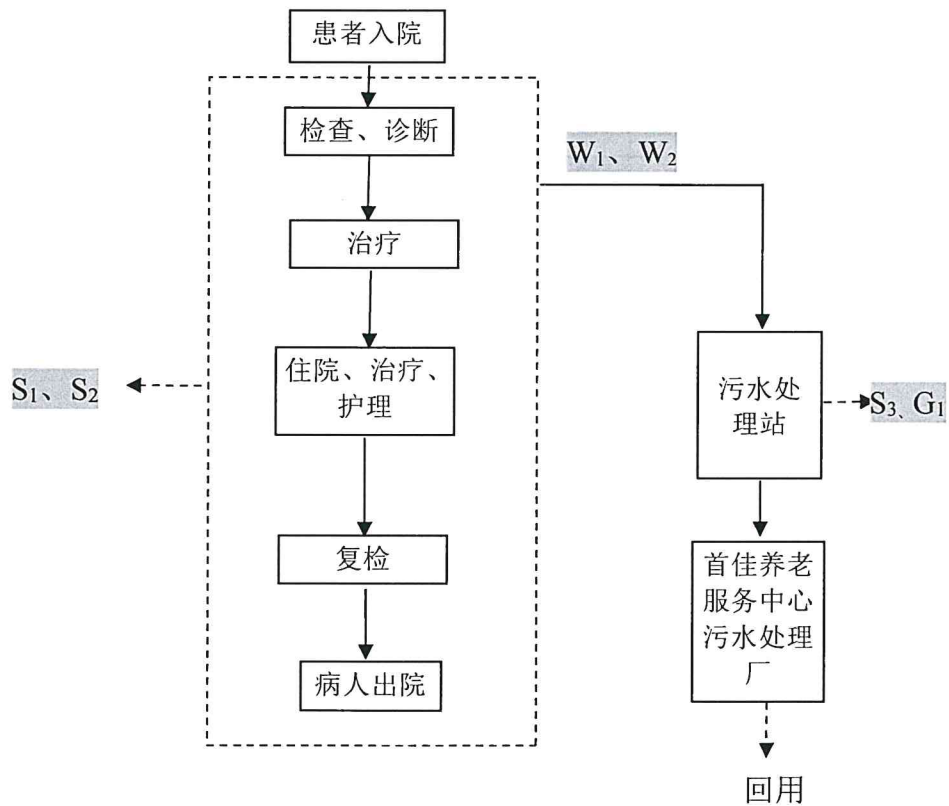 患者入院
检查、诊断
W₁、W₂
治疗
住院、治疗、
护理
S₁、S₂
污水处
理站
S₃、G₁
复检
首佳养老
服务中心
污水处理
厂
病人出院
回用